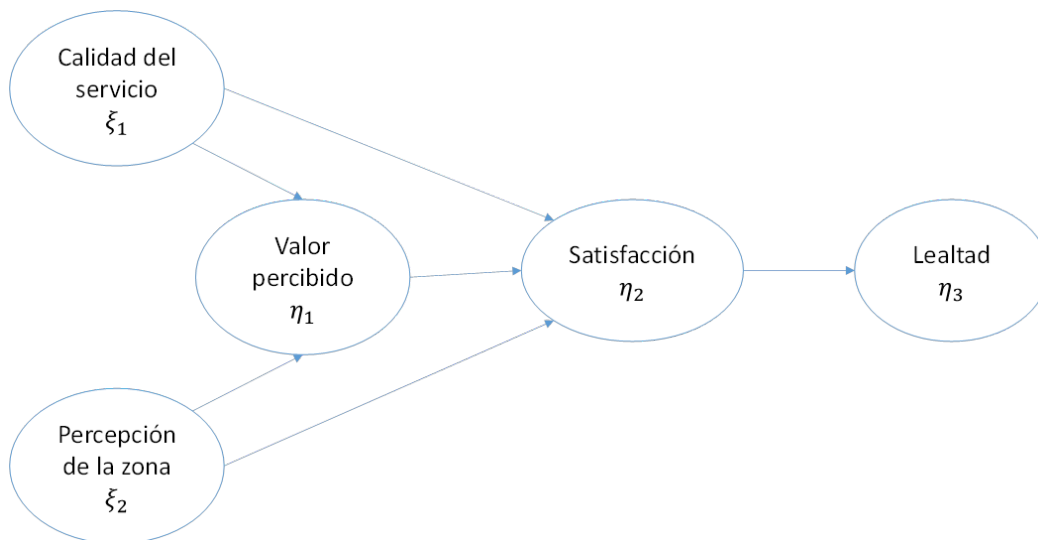 Calidad del
servicio
ξ₁
Valor
percibido
η₁
Satisfacción
η₂
Lealtad
η₃
Percepción
de la zona
ξ₂